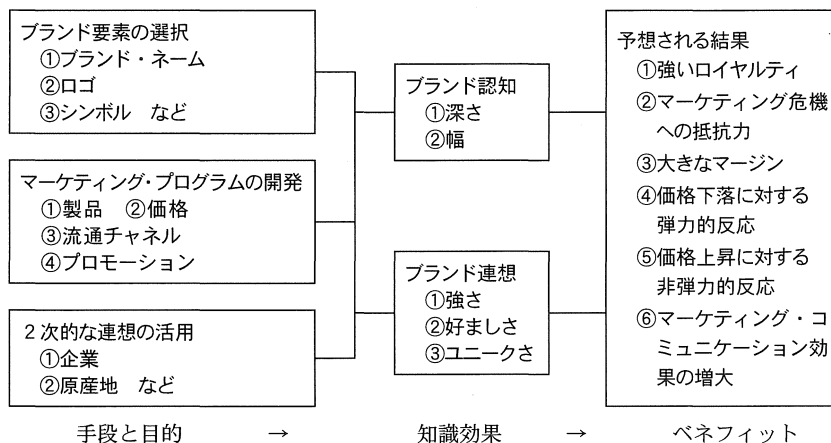 ブランド要素の選択
①ブランド・ネーム
②ロゴ
③シンボル　など
マーケティング・プログラムの開発
①製品　②価格
③流通チャネル
④プロモーション
2次的な連想の活用
①企業
②原産地　など
ブランド認知
①深さ
②幅
ブランド連想
①強さ
②好ましさ
③ユニークさ
予想される結果
①強いロイヤルティ
②マーケティング危機
への抵抗力
③大きなマージン
④価格下落に対する
弾力的反応
⑤価格上昇に対する
非弾力的反応
⑥マーケティング・コ
ミュニケーション効
果の増大
手段と目的　→　知識効果　→　ベネフィット